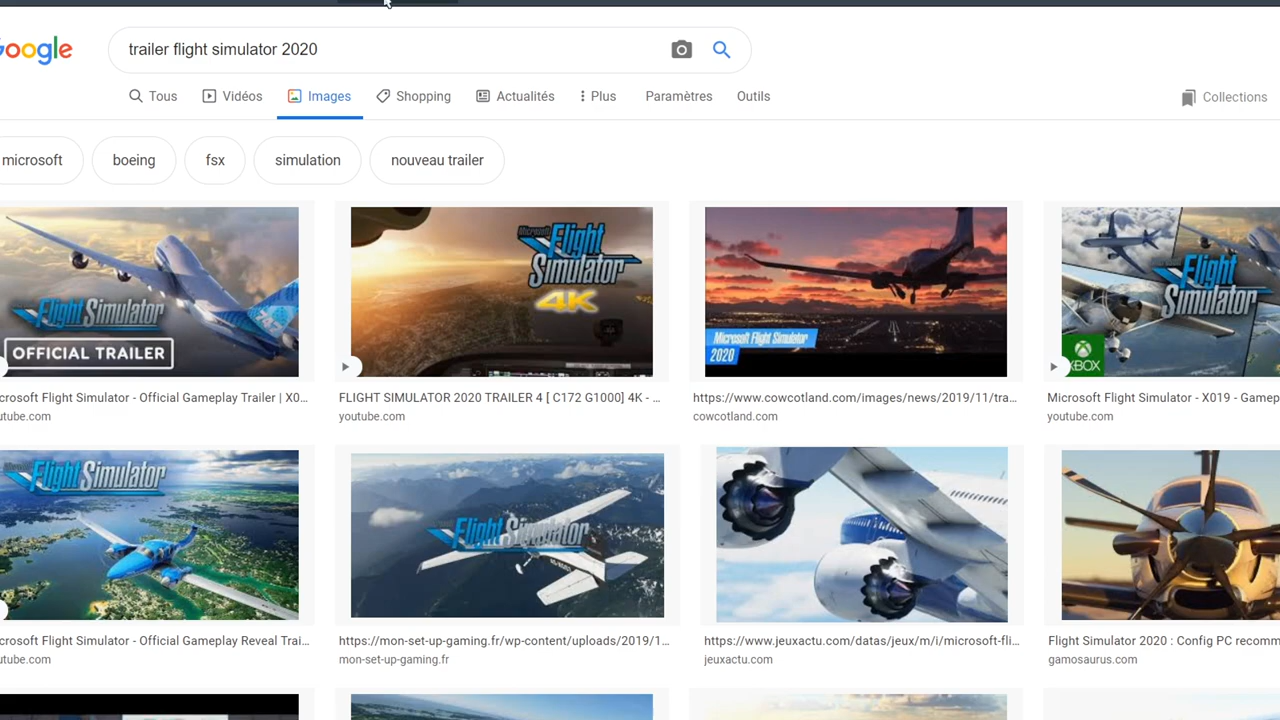 Google
trailer flight simulator 2020
Tous
Vidéos
Images
Shopping
Actualités
Plus
Paramètres
Outils
Collections
microsoft
boeing
fsx
simulation
nouveau trailer
Flight Simulator
OFFICIAL TRAILER
Microsoft
Flight
Simulator
4K
Microsoft Flight Simulator
2020
Flight
Simulator
XBOX
crosoft Flight Simulator - Official Gameplay Trailer | X0...
utube.com
FLIGHT SIMULATOR 2020 TRAILER 4 [ C172 G1000] 4K - ...
youtube.com
https://www.cowcotland.com/images/news/2019/11/tra...
cowcotland.com
Microsoft Flight Simulator - X019 - Gamep
youtube.com
Flight Simulator
Flight Simulator
crosoft Flight Simulator - Official Gameplay Reveal Trai...
utube.com
https://mon-set-up-gaming.fr/wp-content/uploads/2019/1...
mon-set-up-gaming.fr
https://www.jeuxactu.com/datas/jeux/m/i/microsoft-fli...
jeuxactu.com
Flight Simulator 2020 : Config PC recomm
gamosaurus.com